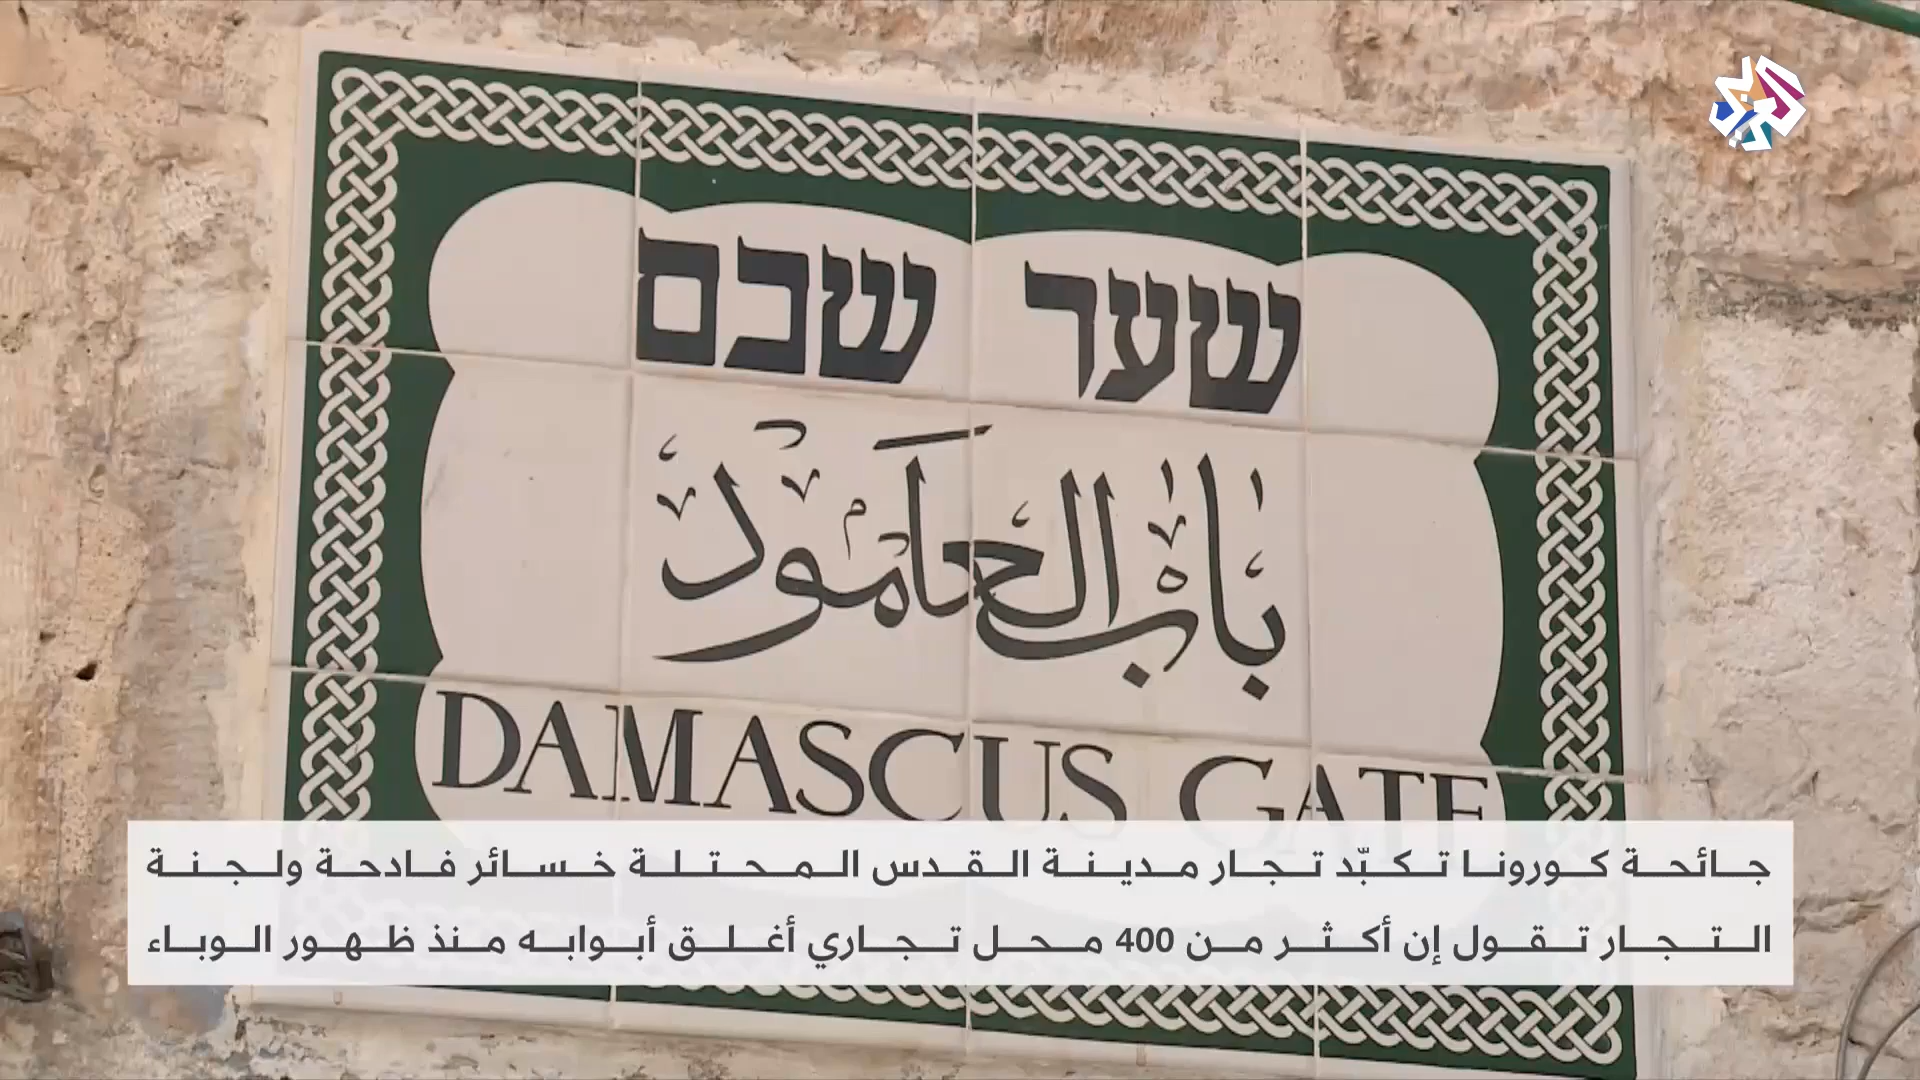 שער שכם
باب العامود
DAMASCUS GATE
جائحة كورونا تكبّد تجار مدينة القدس المحتلة خسائر فادحة ولجنة
التجار تقول إن أكثر من 400 محل تجاري أغلق أبوابه منذ ظهور الوباء